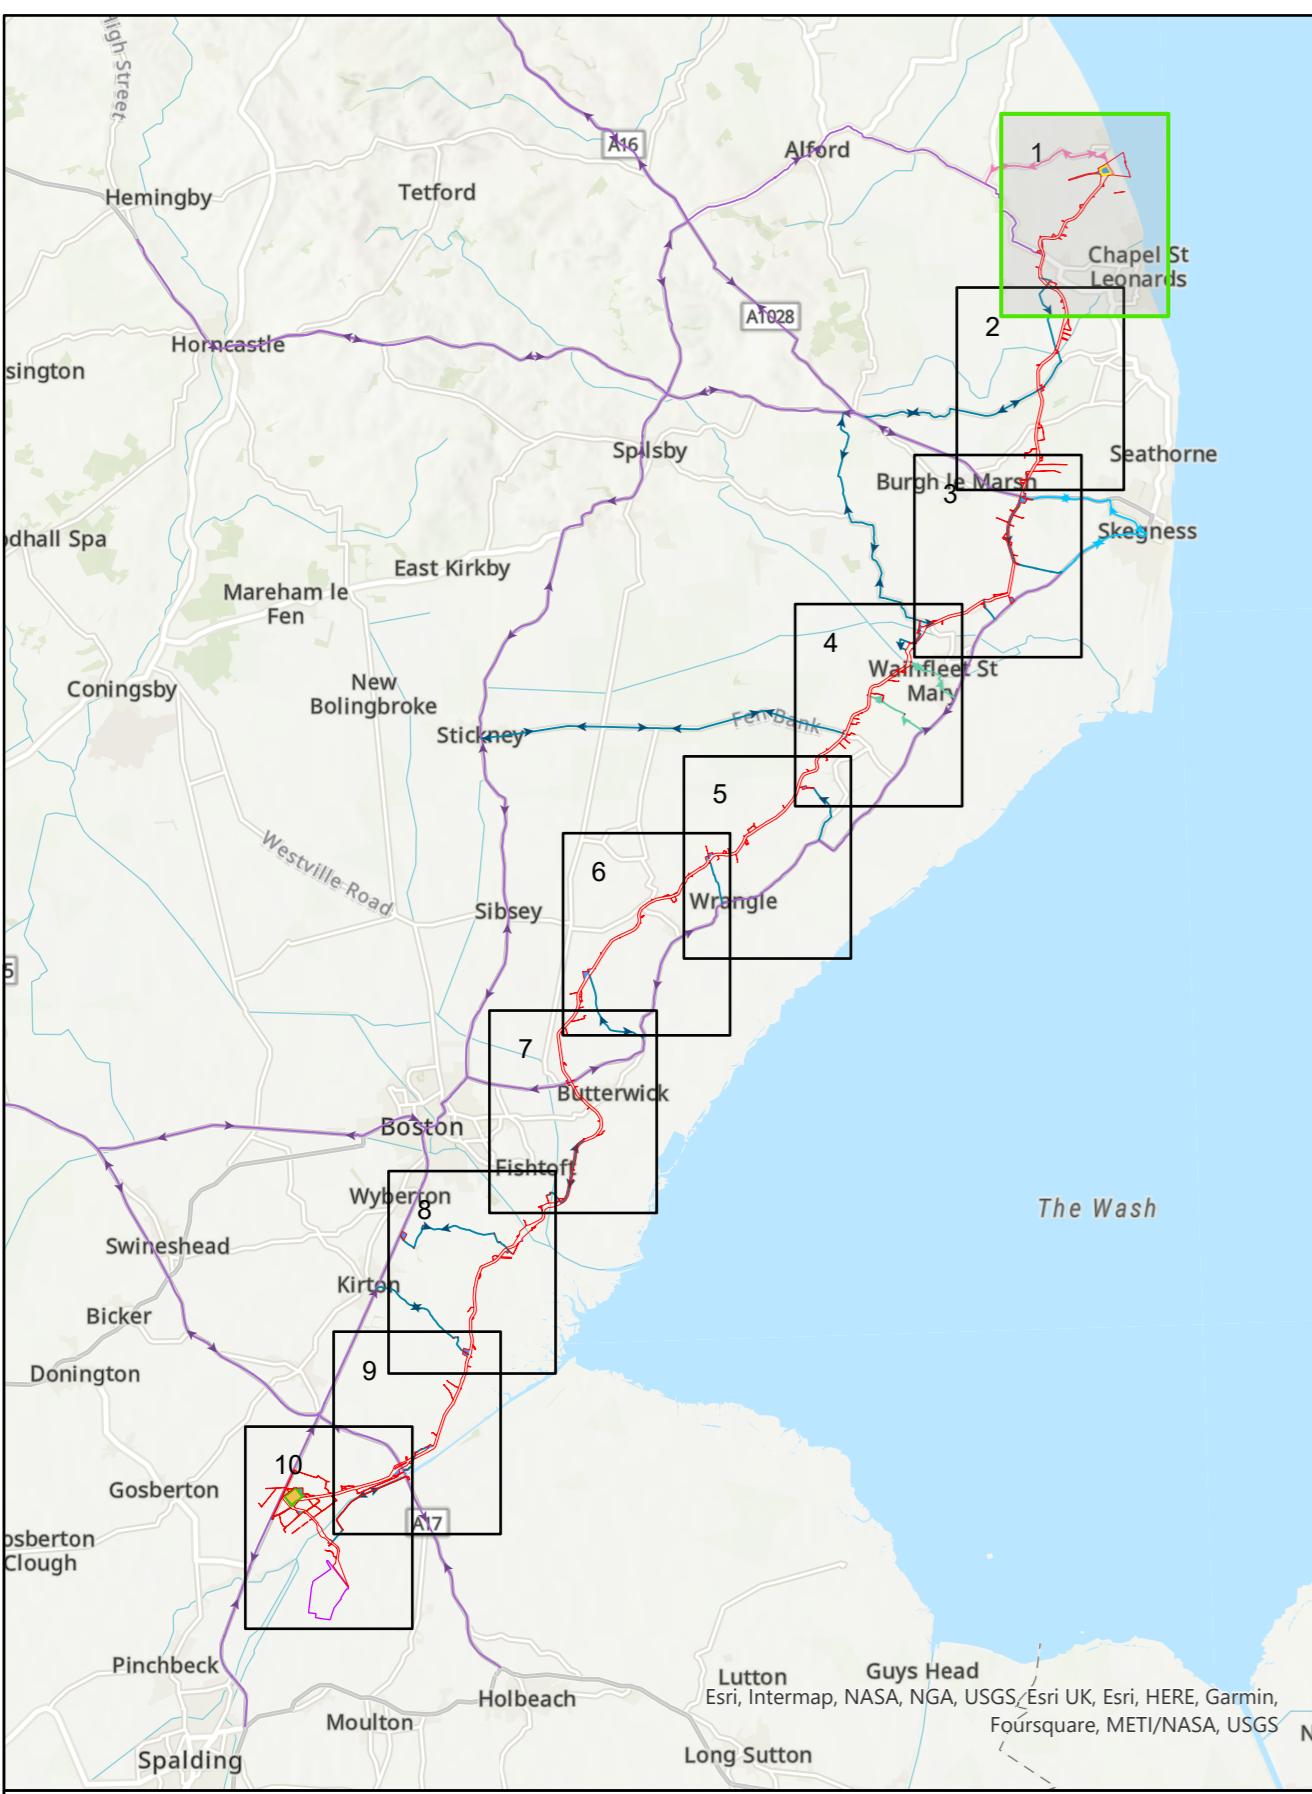 High Street
A16
Alford
1
Hemingby
Tetford
Chapel St
Leonards
A1028
2
Horncastle
sington
Spilsby
Seathorne
Burgh le Marsh
3
Skegness
dhall Spa
East Kirkby
Mareham le
Fen
4
Wainfleet St
Mary
Coningsby
New
Bolingbroke
Fen Bank
Stickney
5
Westville Road
6
Wrangle
Sibsey
5
7
Butterwick
Boston
Fishtoft
Wyberton
8
The Wash
Swineshead
Kirton
Bicker
9
Donington
10
Gosberton
A17
osberton
Clough
Pinchbeck
Lutton
Guys Head
Holbeach
Esri, Intermap, NASA, NGA, USGS, Esri UK, Esri, HERE, Garmin,
Foursquare, METI/NASA, USGS
Moulton
N
Spalding
Long Sutton